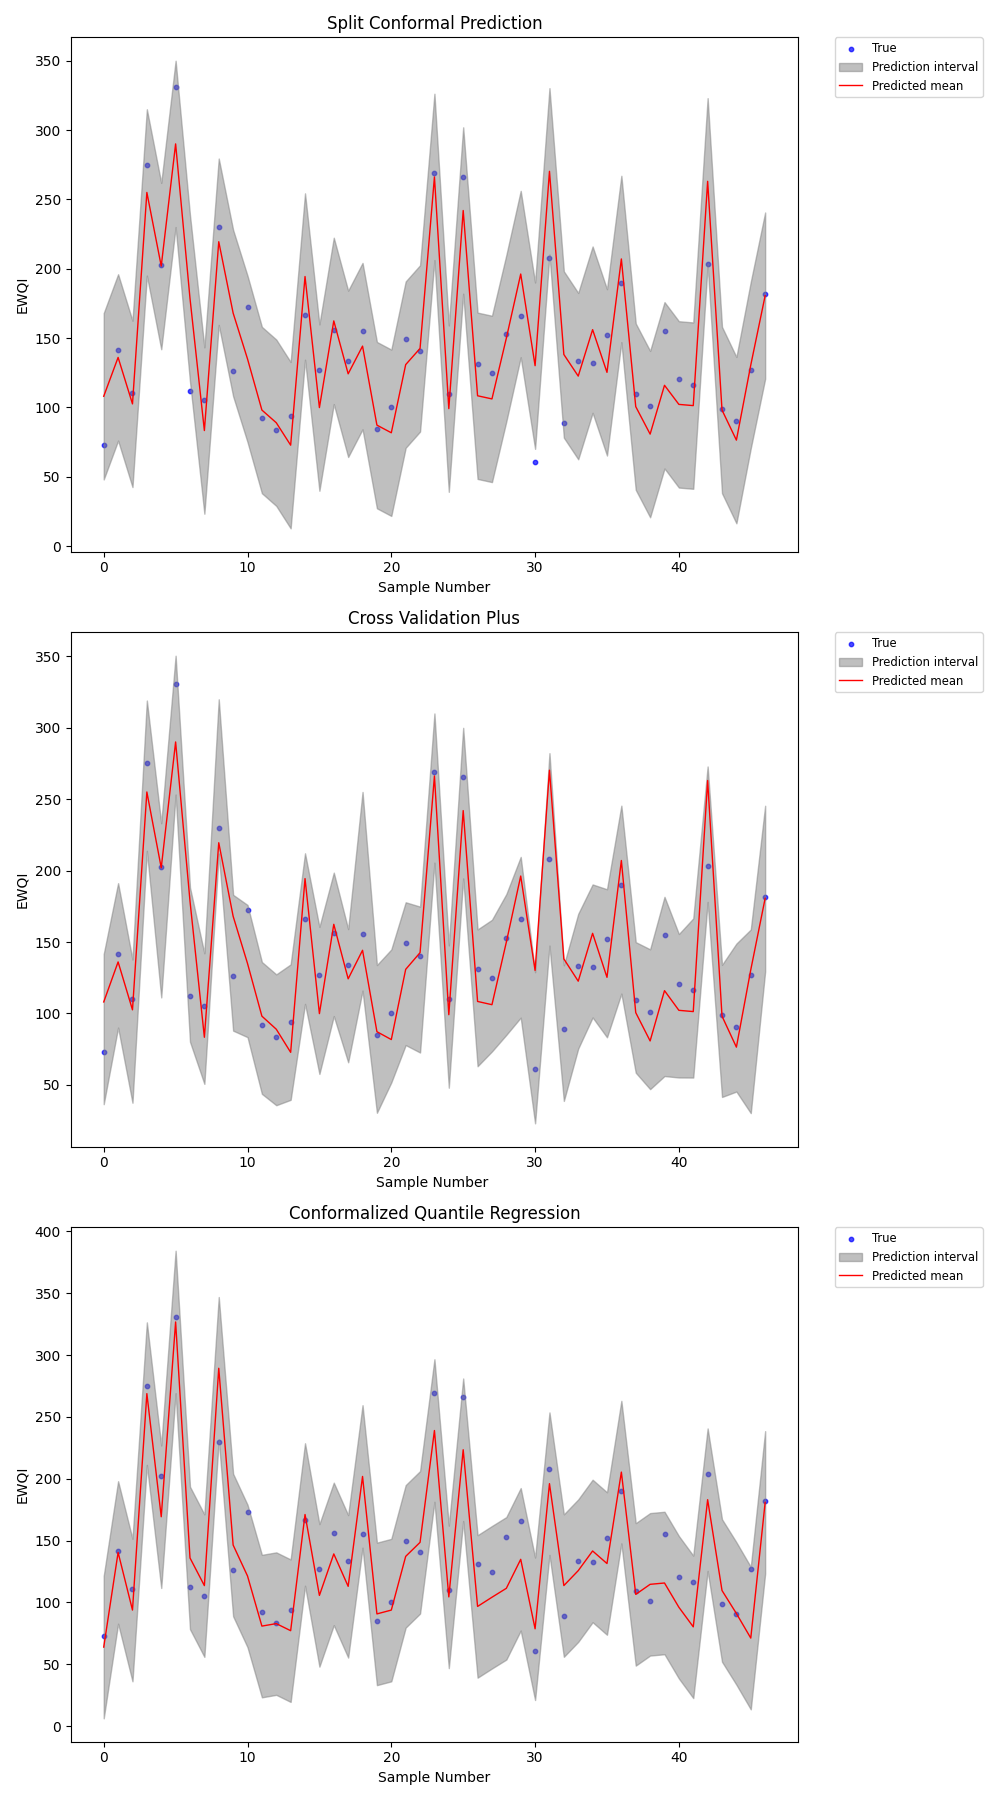 Split Conformal Prediction
350
300
250
200
150
100
50
0
EWQI
0 10 20 30 40
Sample Number
True
Prediction interval
Predicted mean
Cross Validation Plus
350
300
250
200
150
100
50
EWQI
0 10 20 30 40
Sample Number
True
Prediction interval
Predicted mean
Conformalized Quantile Regression
400
350
300
250
200
150
100
50
0
EWQI
0 10 20 30 40
Sample Number
True
Prediction interval
Predicted mean